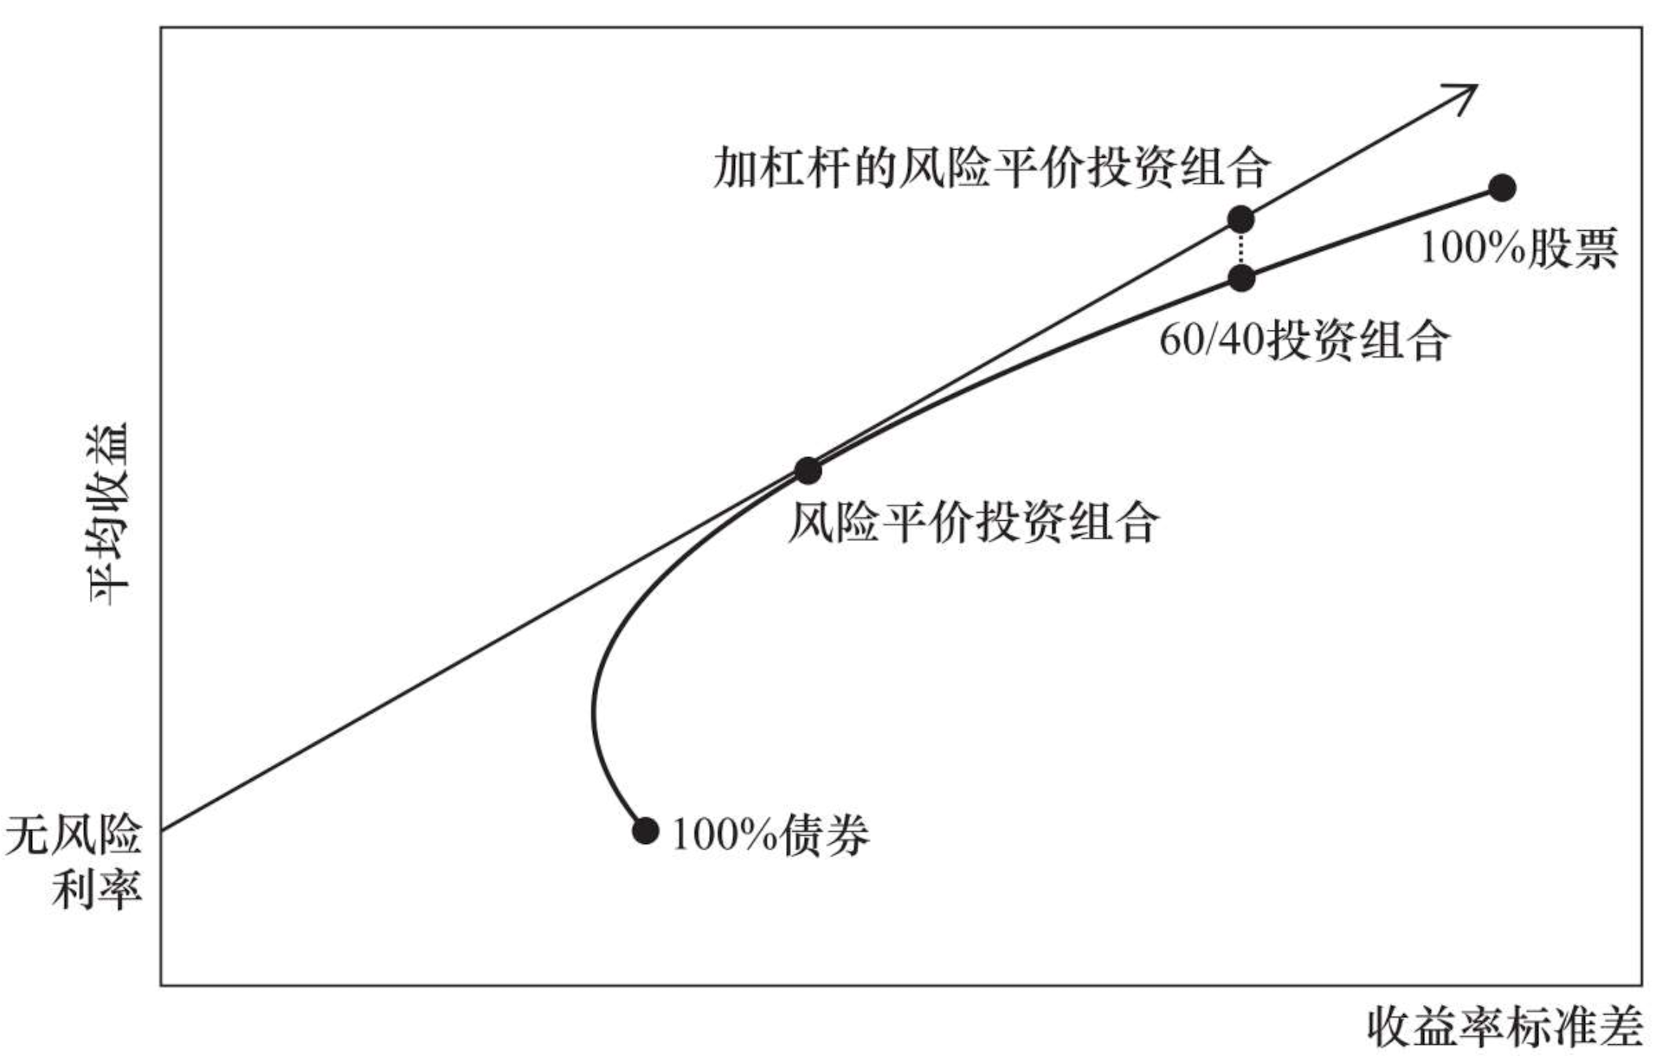 加杠杆的风险平价投资组合
100%股票
60/40投资组合
平均收益
风险平价投资组合
无风险
利率
100%债券
收益率标准差